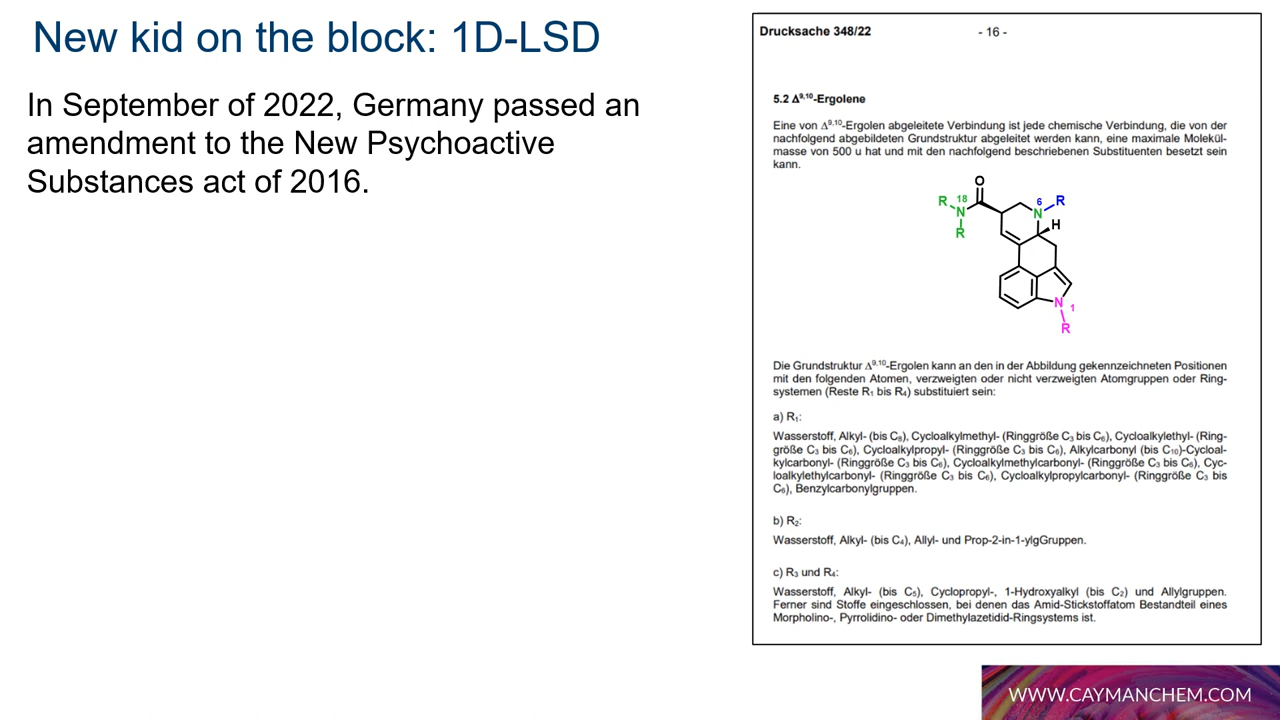 New kid on the block: 1D-LSD
In September of 2022, Germany passed an
amendment to the New Psychoactive
Substances act of 2016.
Drucksache 348/22
- 16 -
5.2 Δ9,10-Ergolene
Eine von Δ9,10-Ergolen abgeleitete Verbindung ist jede chemische Verbindung, die von der
nachfolgend abgebildeten Grundstruktur abgeleitet werden kann, eine maximale Molekül-
masse von 500 u hat und mit den nachfolgend beschriebenen Substituenten besetzt sein
kann.
O
R 18 N R
6 N R
H
N 1
R
Die Grundstruktur Δ9,10-Ergolen kann an den in der Abbildung gekennzeichneten Positionen
mit den folgenden Atomen, verzweigten oder nicht verzweigten Atomgruppen oder Ring-
systemen (Reste R1 bis R4) substituiert sein:
a) R1:
Wasserstoff, Alkyl- (bis C8), Cycloalkylmethyl- (Ringgröße C3 bis C6), Cycloalkylethyl- (Ring-
größe C3 bis C6), Cycloalkylpropyl- (Ringgröße C3 bis C6), Alkylcarbonyl (bis C10)-Cycloal-
kylcarbonyl- (Ringgröße C3 bis C6), Cycloalkylmethylcarbonyl- (Ringgröße C3 bis C6), Cyc-
loalkylethylcarbonyl- (Ringgröße C3 bis C6), Cycloalkylpropylcarbonyl- (Ringgröße C3 bis
C6), Benzylcarbonylgruppen.
b) R2:
Wasserstoff, Alkyl- (bis C4), Allyl- und Prop-2-in-1-ylgGruppen.
c) R3 und R4:
Wasserstoff, Alkyl- (bis C5), Cyclopropyl-, 1-Hydroxyalkyl (bis C2) und Allylgruppen.
Ferner sind Stoffe eingeschlossen, bei denen das Amid-Stickstoffatom Bestandteil eines
Morpholino-, Pyrrolidino- oder Dimethylazetidid-Ringsystems ist.
WWW.CAYMANCHEM.COM